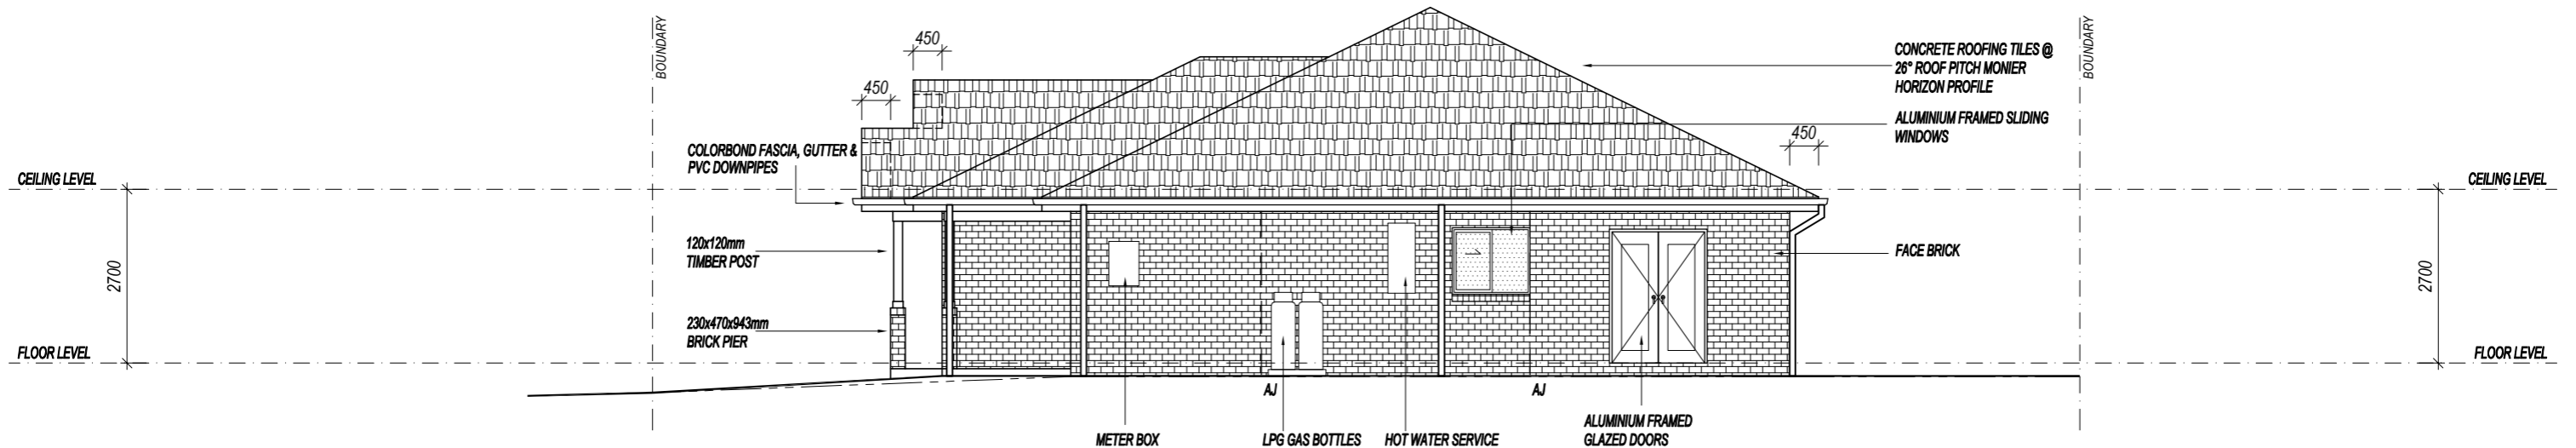 BOUNDARY
450
450
COLORBOND FASCIA, GUTTER &
PVC DOWNPIPES
CEILING LEVEL
2700
FLOOR LEVEL
120x120mm
TIMBER POST
230x470x943mm
BRICK PIER
METER BOX
AJ
LPG GAS BOTTLES
HOT WATER SERVICE
AJ
ALUMINIUM FRAMED
GLAZED DOORS
CONCRETE ROOFING TILES @
26° ROOF PITCH MONIER
HORIZON PROFILE
ALUMINIUM FRAMED SLIDING
WINDOWS
450
FACE BRICK
BOUNDARY
CEILING LEVEL
2700
FLOOR LEVEL